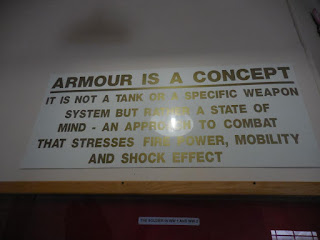 ARMOUR IS A CONCEPT
IT IS NOT A TANK OR A SPECIFIC WEAPON
SYSTEM BUT RATHER A STATE OF
MIND - AN APPROACH TO COMBAT
THAT STRESSES FIRE POWER, MOBILITY
AND SHOCK EFFECT